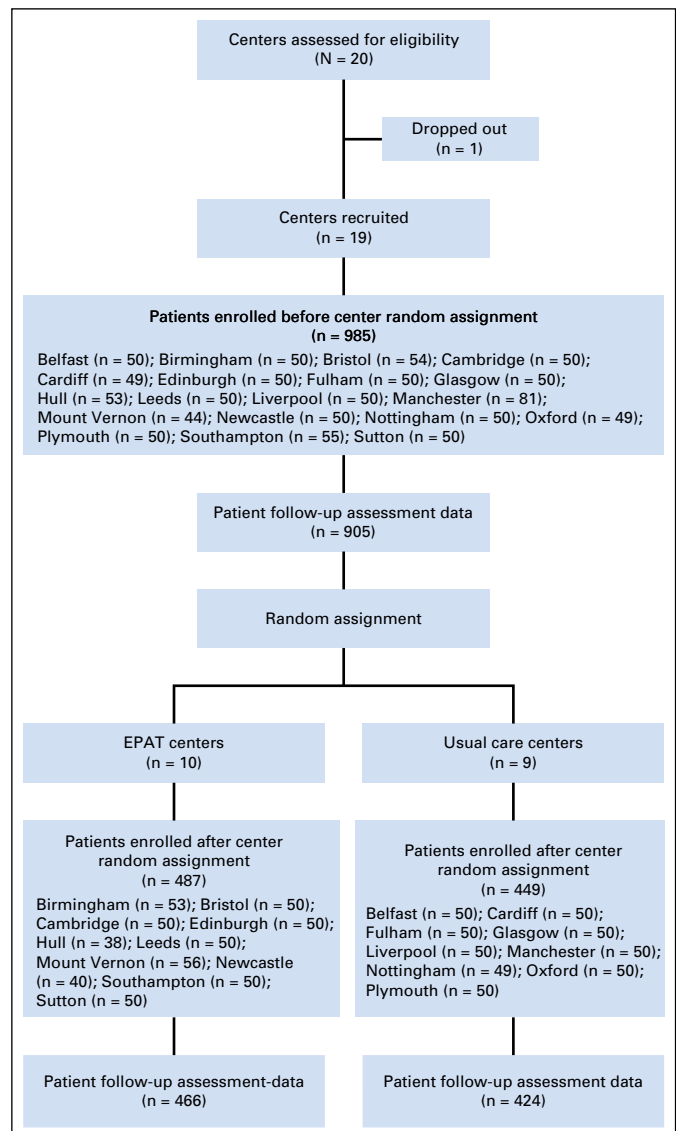 Centers assessed for eligibility
(N = 20)
Dropped out
(n = 1)
Centers recruited
(n = 19)
Patients enrolled before center random assignment
(n = 985)
Belfast (n = 50); Birmingham (n = 50); Bristol (n = 54); Cambridge (n = 50);
Cardiff (n = 49); Edinburgh (n = 50); Fulham (n = 50); Glasgow (n = 50);
Hull (n = 53); Leeds (n = 50); Liverpool (n = 50); Manchester (n = 81);
Mount Vernon (n = 44); Newcastle (n = 50); Nottingham (n = 50); Oxford (n = 49);
Plymouth (n = 50); Southampton (n = 55); Sutton (n = 50)
Patient follow-up assessment data
(n = 905)
Random assignment
EPAT centers
(n = 10)
Usual care centers
(n = 9)
Patients enrolled after center
random assignment
(n = 487)
Birmingham (n = 53); Bristol (n = 50);
Cambridge (n = 50); Edinburgh (n = 50);
Hull (n = 38); Leeds (n = 50);
Mount Vernon (n = 56); Newcastle
(n = 40); Southampton (n = 50);
Sutton (n = 50)
Patients enrolled after center
random assignment
(n = 449)
Belfast (n = 50); Cardiff (n = 50);
Fulham (n = 50); Glasgow (n = 50);
Liverpool (n = 50); Manchester (n = 50);
Nottingham (n = 49); Oxford (n = 50);
Plymouth (n = 50)
Patient follow-up assessment-data
(n = 466)
Patient follow-up assessment data
(n = 424)